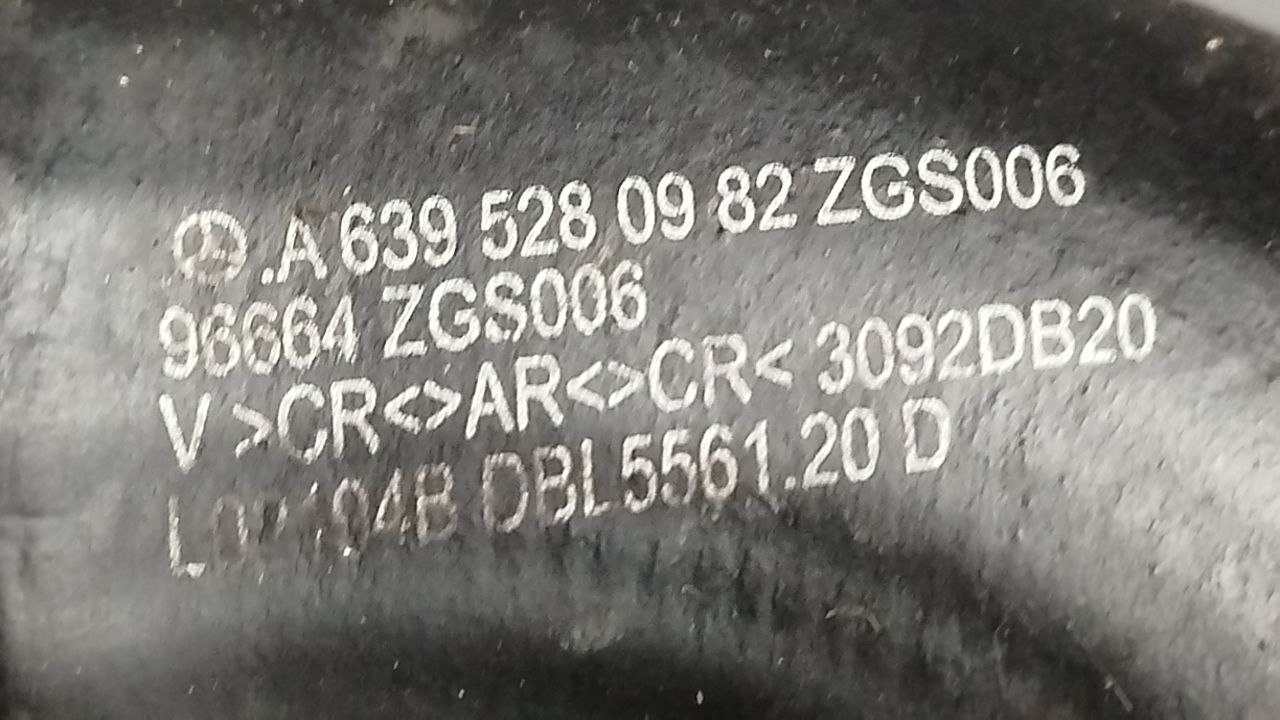 .A 639 528 09 82 ZGS006
96664 ZGS006
V >CR<>AR<>CR< 3092DB20
DBL5561.20 D